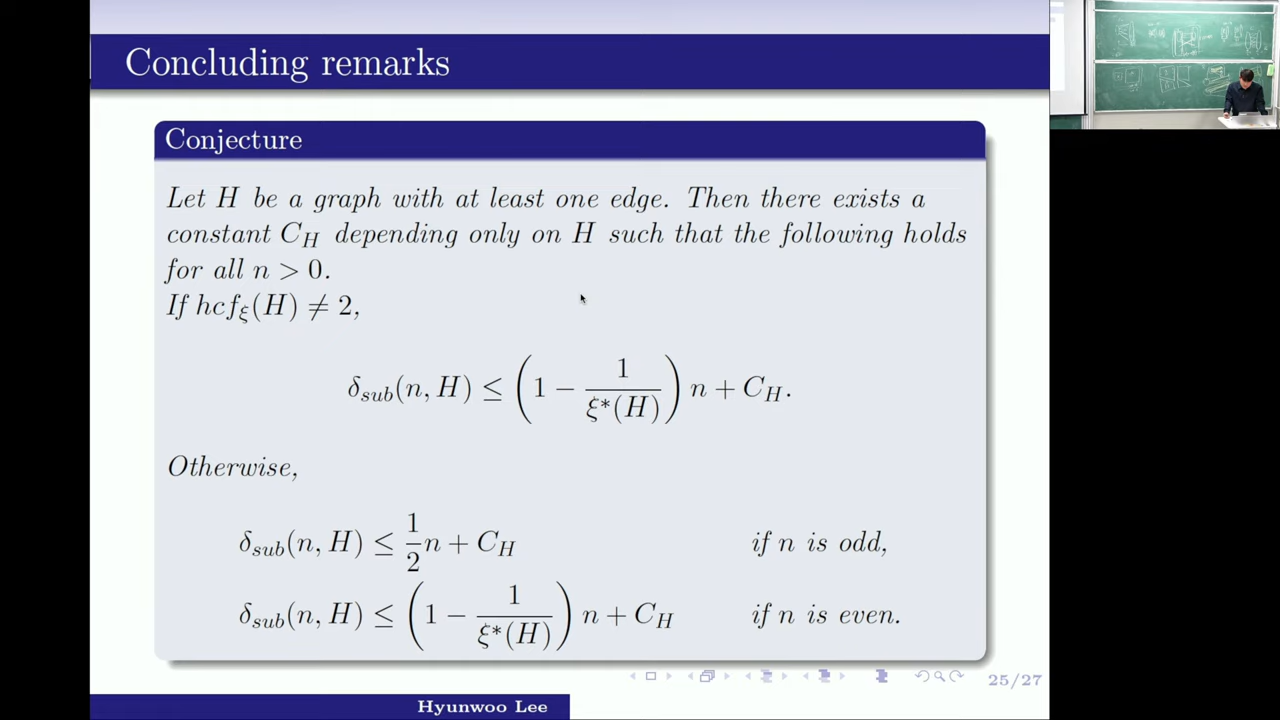 Concluding remarks
Conjecture
Let H be a graph with at least one edge. Then there exists a
constant C_H depending only on H such that the following holds
for all n > 0.
If hcf_ξ(H) ≠ 2,
δ_sub(n, H) ≤ (1 − 1/ξ*(H)) n + C_H.
Otherwise,
δ_sub(n, H) ≤ 1/2 n + C_H if n is odd,
δ_sub(n, H) ≤ (1 − 1/ξ*(H)) n + C_H if n is even.
25/27
Hyunwoo Lee